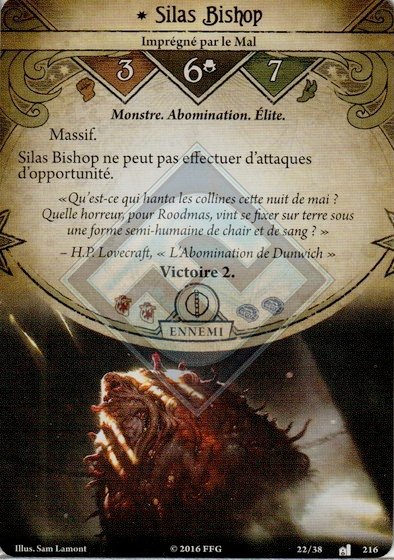 Silas Bishop
Imprégné par le Mal
3 6 7
Monstre. Abomination. Élite.
Massif.
Silas Bishop ne peut pas effectuer d'attaques
d'opportunité.
«Qu'est-ce qui hanta les collines cette nuit de mai ?
Quelle horreur, pour Roodmas, vint se fixer sur terre sous
une forme semi-humaine de chair et de sang ? »
– H.P. Lovecraft, « L'Abomination de Dunwich »
Victoire 2.
ENNEMI
Illus. Sam Lamont © 2016 FFG 22/38 216